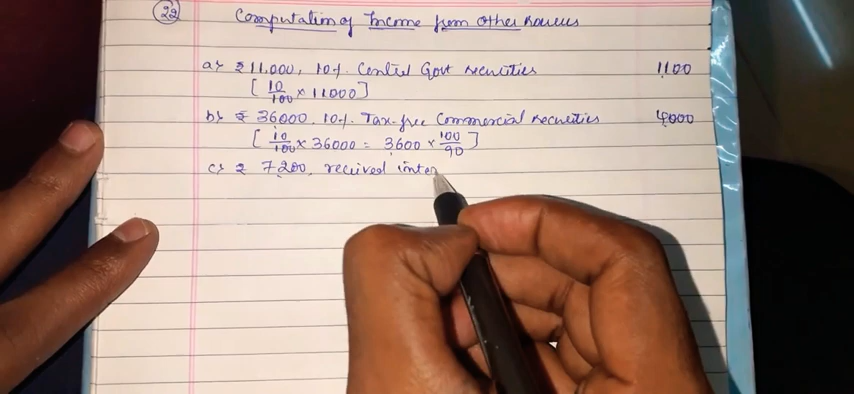 22 Computation of Income from Other Sources
a) ₹ 11,000, 10%. Central Govt Securities 1100
[ 10/100 × 11000 ]
b) ₹ 36000, 10%. Tax-free Commercial Securities 4000
[ 10/100 × 36000 = 3600 × 100/90 ]
c) ₹ 7200, received inte